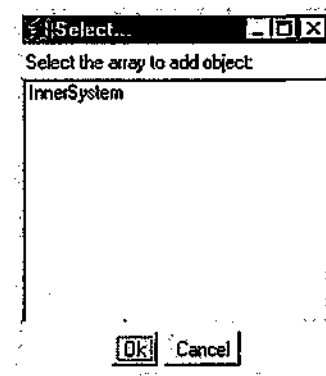 Select...
Select the array to add object:
InnerSystem
Ok Cancel